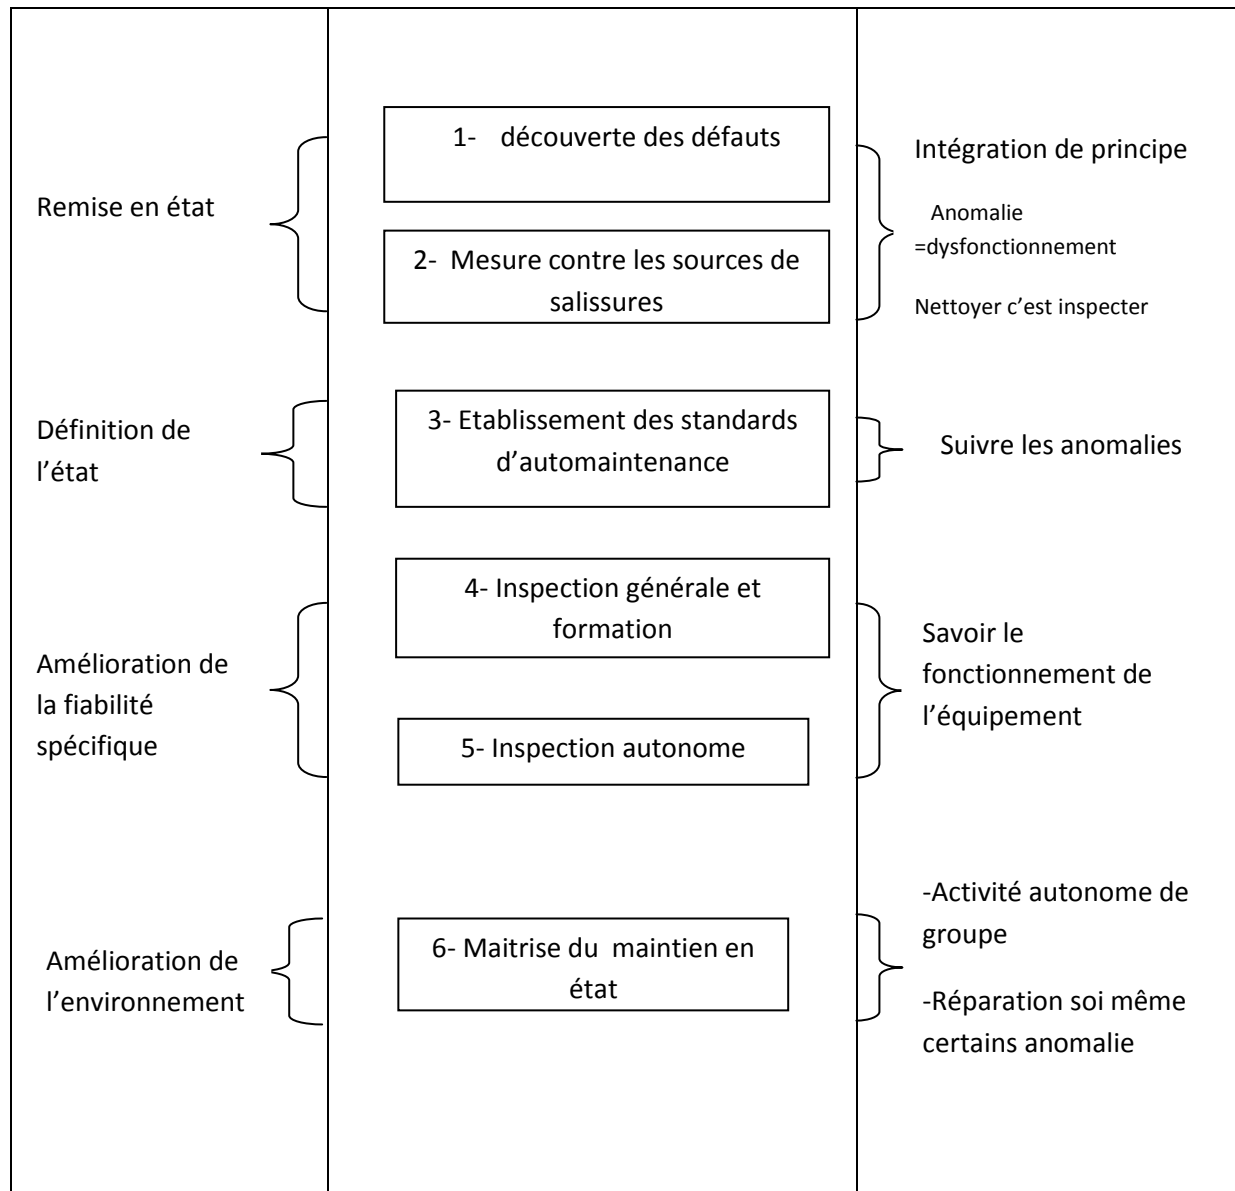 Remise en état
1- découverte des défauts
2- Mesure contre les sources de
salissures
Intégration de principe
Anomalie
=dysfonctionnement
Nettoyer c’est inspecter
Définition de
l’état
3- Etablissement des standards
d’automaintenance
Suivre les anomalies
Amélioration de
la fiabilité
spécifique
4- Inspection générale et
formation
5- Inspection autonome
Savoir le
fonctionnement de
l’équipement
Amélioration de
l’environnement
6- Maitrise du maintien en
état
-Activité autonome de
groupe
-Réparation soi même
certains anomalie